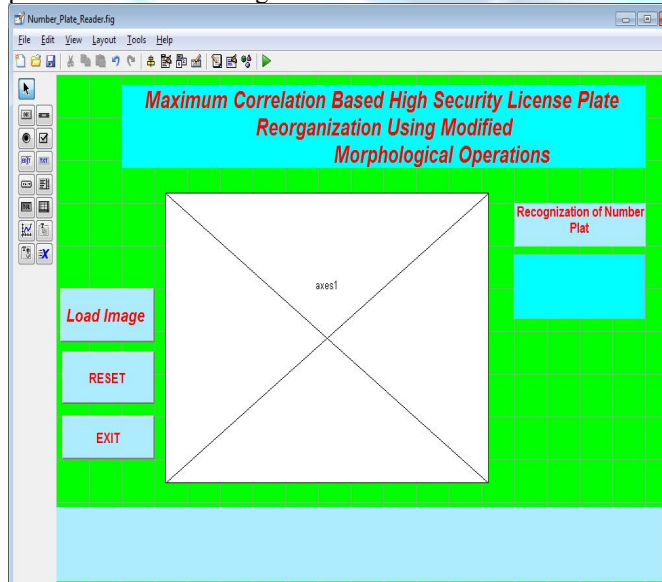 Number_Plate_Reader.fig
File Edit View Layout Tools Help
Maximum Correlation Based High Security License Plate
Reorganization Using Modified
Morphological Operations
Recognization of Number
Plat
axes1
Load Image
RESET
EXIT